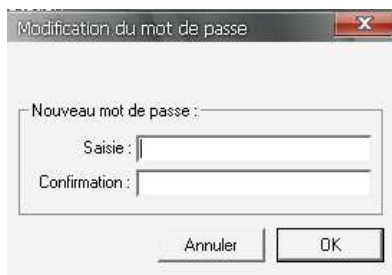 Modification du mot de passe
Nouveau mot de passe :
Saisie :
Confirmation :
Annuler OK